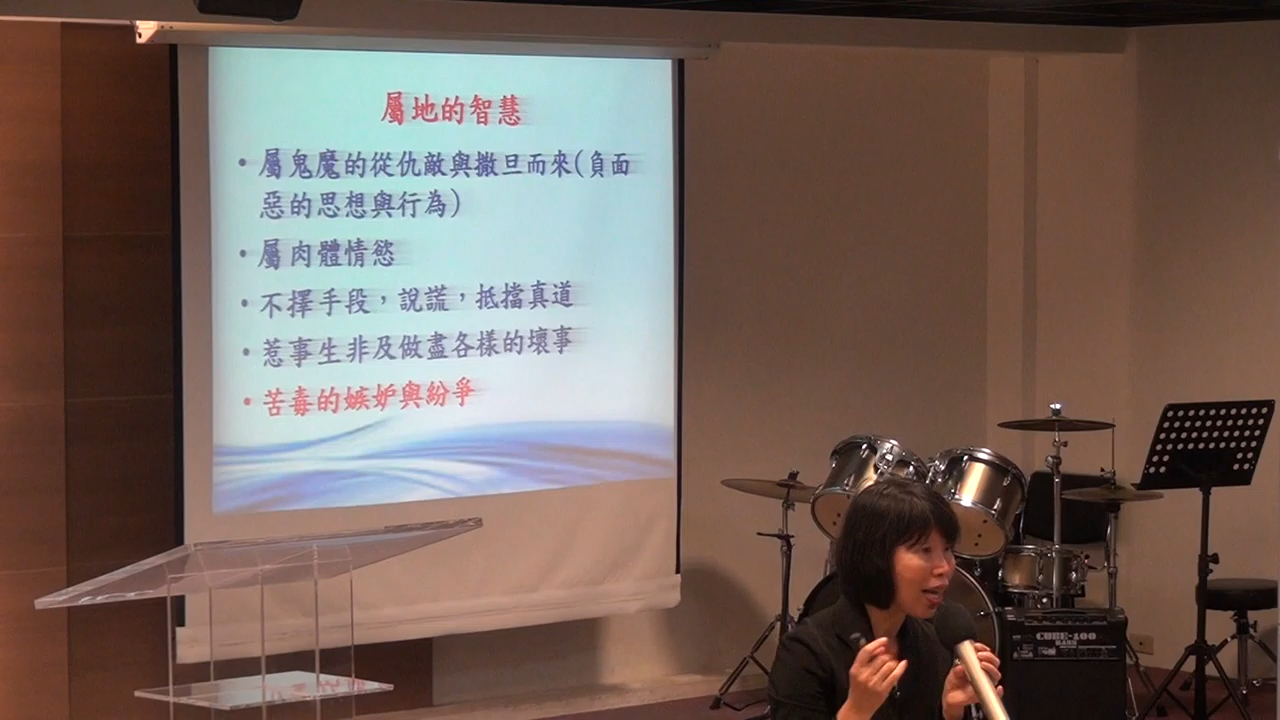 屬地的智慧
•屬鬼魔的從仇敵與撒旦而來(負面
惡的思想與行為)
•屬肉體情慾
•不擇手段，說謊，抵擋真道
•惹事生非及做盡各樣的壞事
•苦毒的嫉妒與紛爭
CUBE-100
BASS